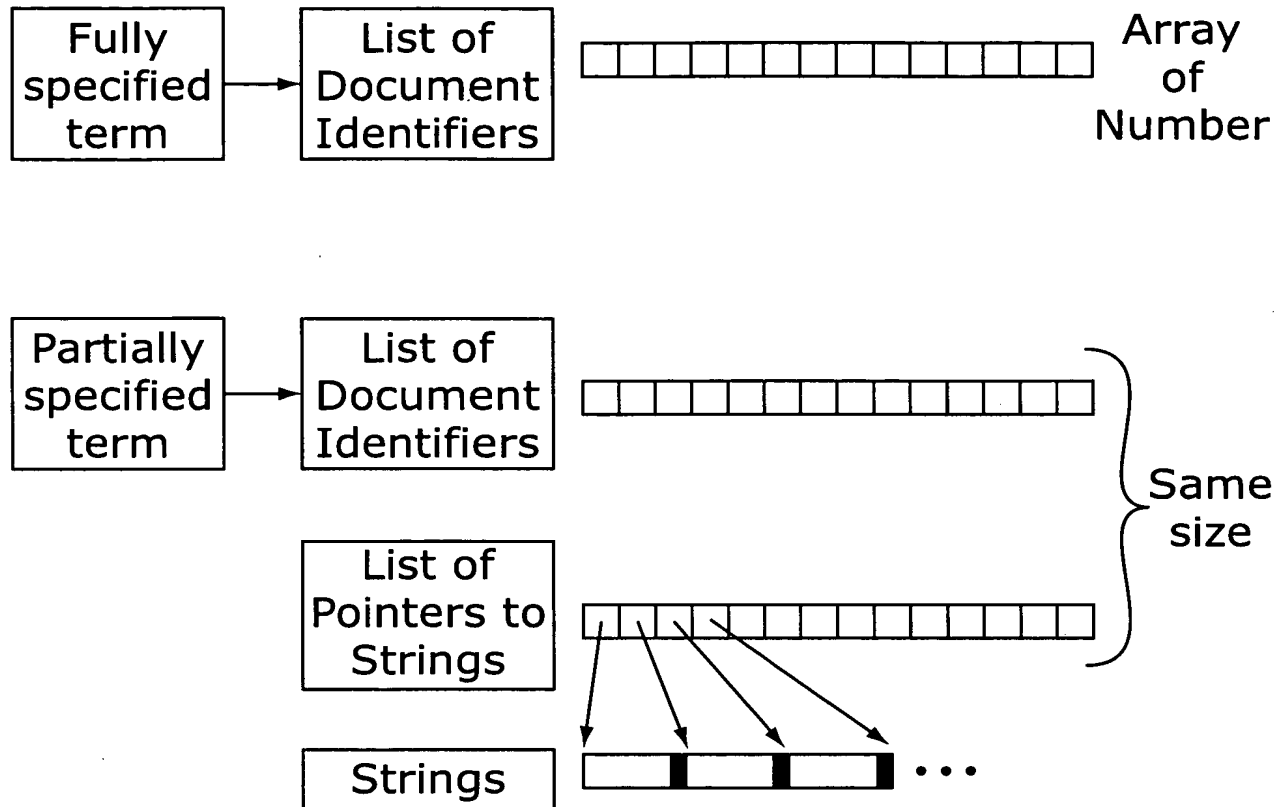 Fully
specified
term
List of
Document
Identifiers
Array
of
Number
Partially
specified
term
List of
Document
Identifiers
Same
size
List of
Pointers to
Strings
Strings